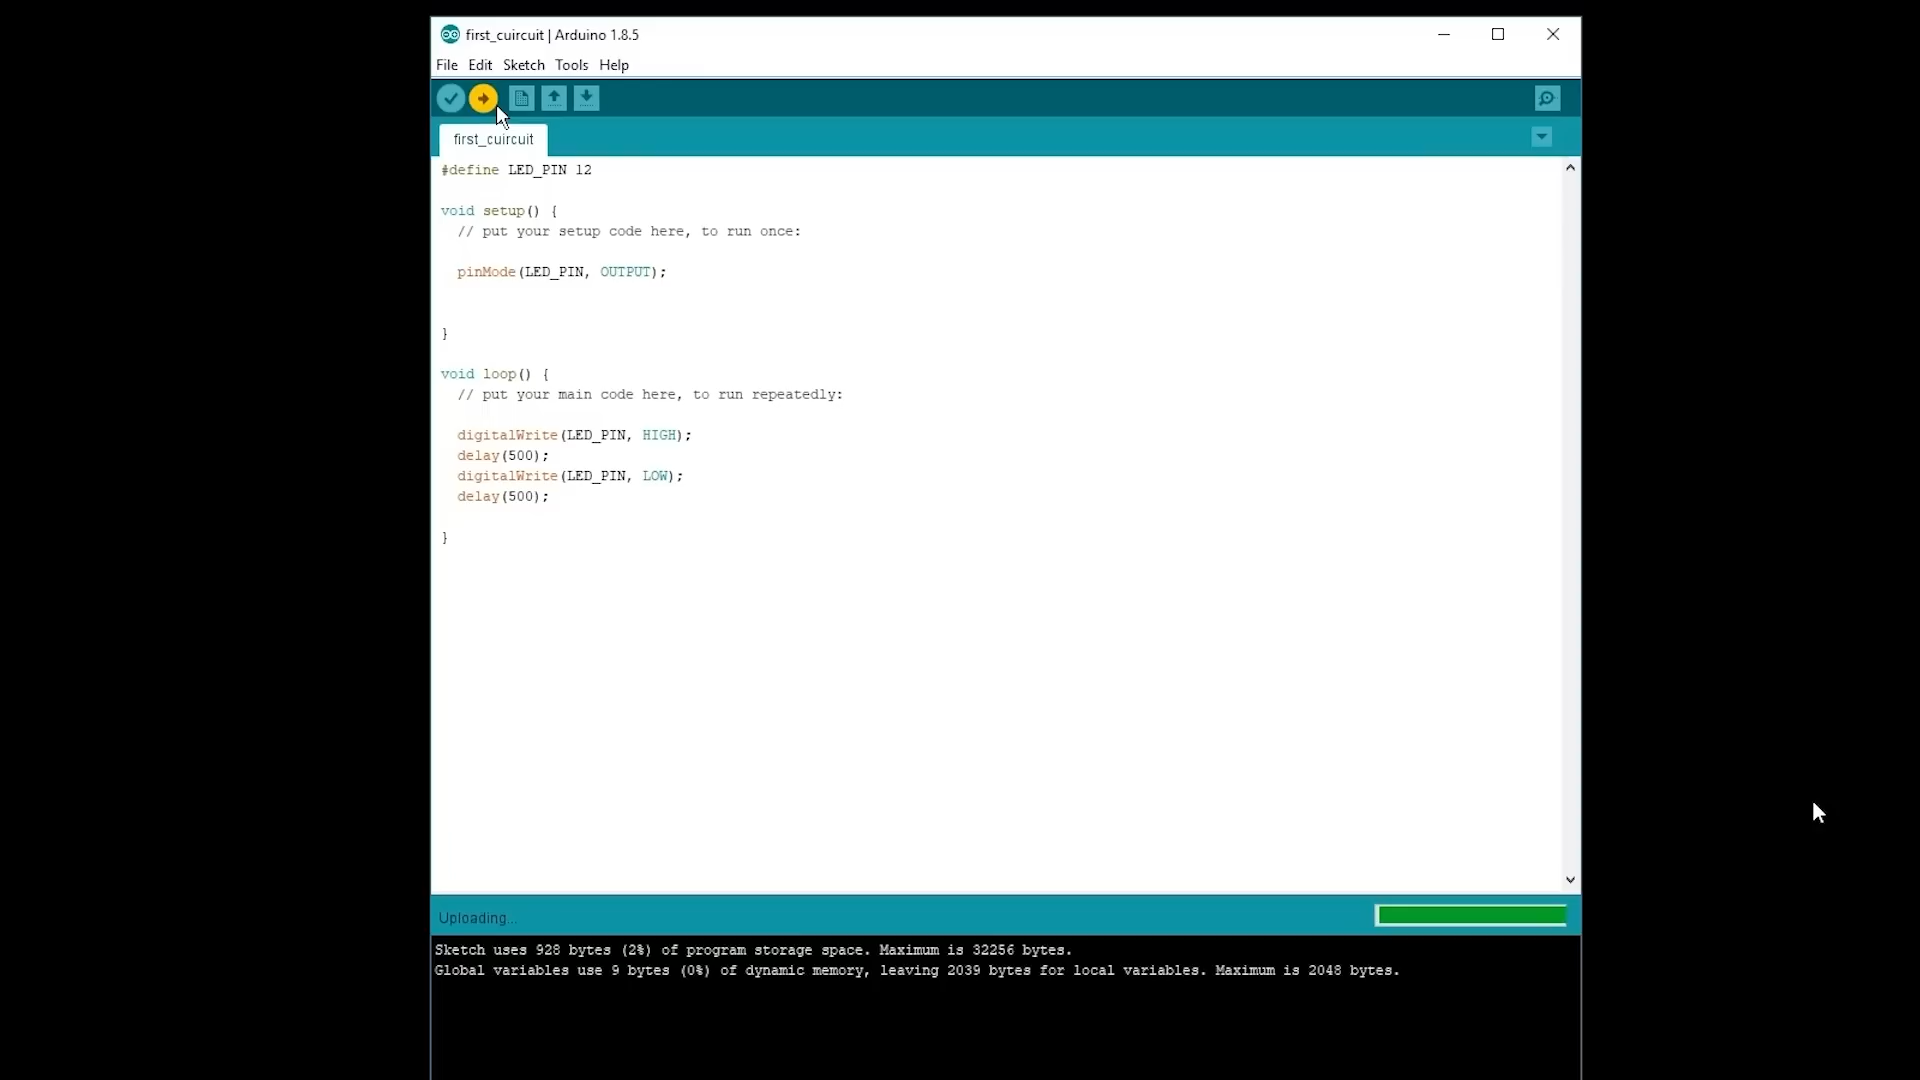 first_cuircuit | Arduino 1.8.5
File Edit Sketch Tools Help
first_cuircuit
#define LED_PIN 12
void setup() {
// put your setup code here, to run once:
pinMode(LED_PIN, OUTPUT);
}
void loop() {
// put your main code here, to run repeatedly:
digitalWrite(LED_PIN, HIGH);
delay(500);
digitalWrite(LED_PIN, LOW);
delay(500);
}
Uploading...
Sketch uses 928 bytes (2%) of program storage space. Maximum is 32256 bytes.
Global variables use 9 bytes (0%) of dynamic memory, leaving 2039 bytes for local variables. Maximum is 2048 bytes.